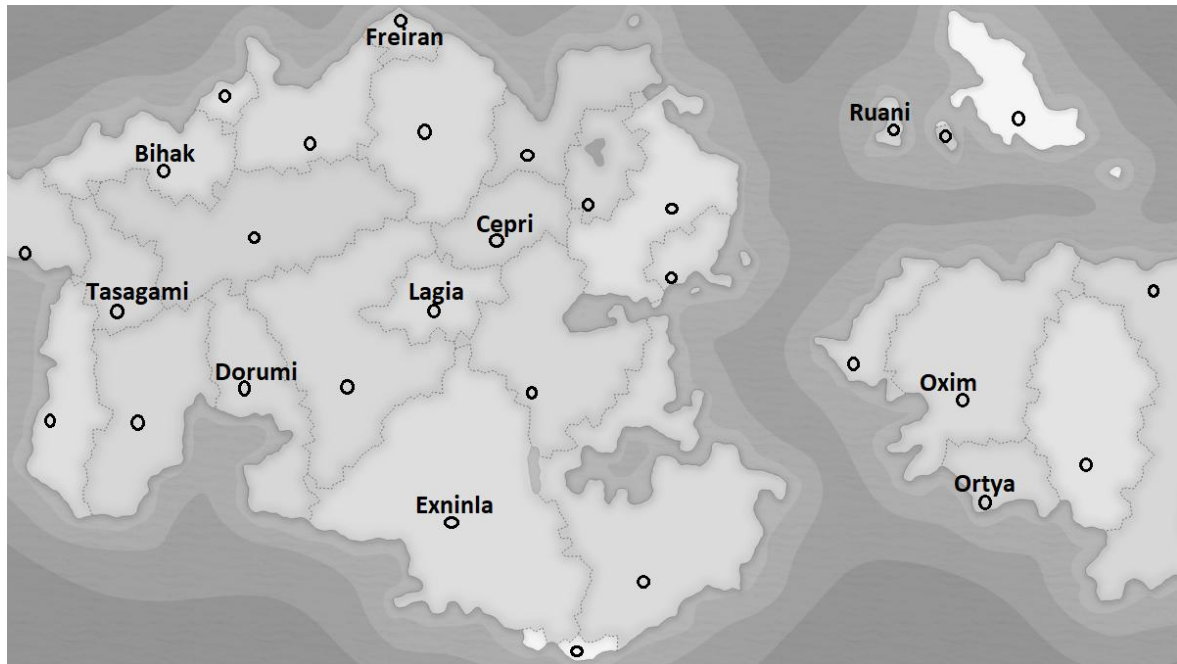 Freiran
Ruani
Bihak
Cepri
Tasagami
Lagia
Dorumi
Oxim
Ortya
Exninla